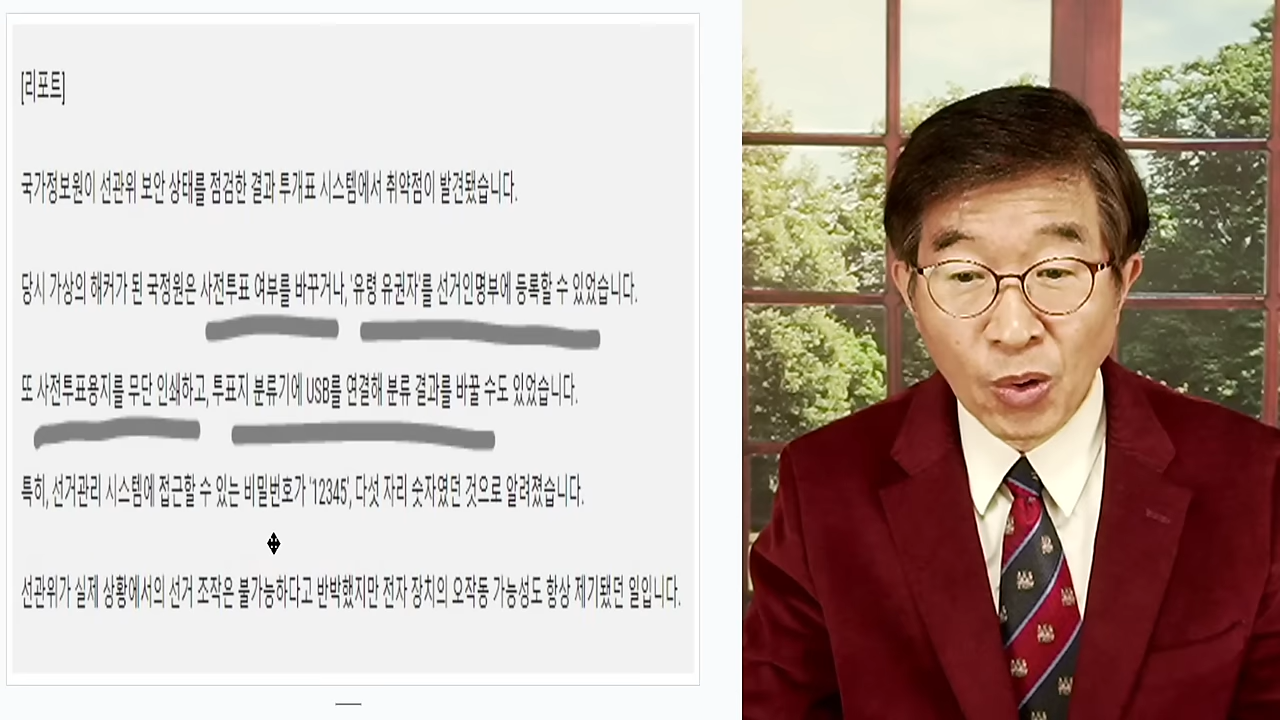 [리포트]
국가정보원이 선관위 보안 상태를 점검한 결과 투개표 시스템에서 취약점이 발견됐습니다.
당시 가상의 해커가 된 국정원은 사전투표 여부를 바꾸거나, '유령 유권자'를 선거인명부에 등록할 수 있었습니다.
또 사전투표용지를 무단 인쇄하고, 투표지 분류기에 USB를 연결해 분류 결과를 바꿀 수도 있었습니다.
특히, 선거관리 시스템에 접근할 수 있는 비밀번호가 '12345', 다섯 자리 숫자였던 것으로 알려졌습니다.
선관위가 실제 상황에서의 선거 조작은 불가능하다고 반박했지만 전자 장치의 오작동 가능성도 항상 제기됐던 일입니다.